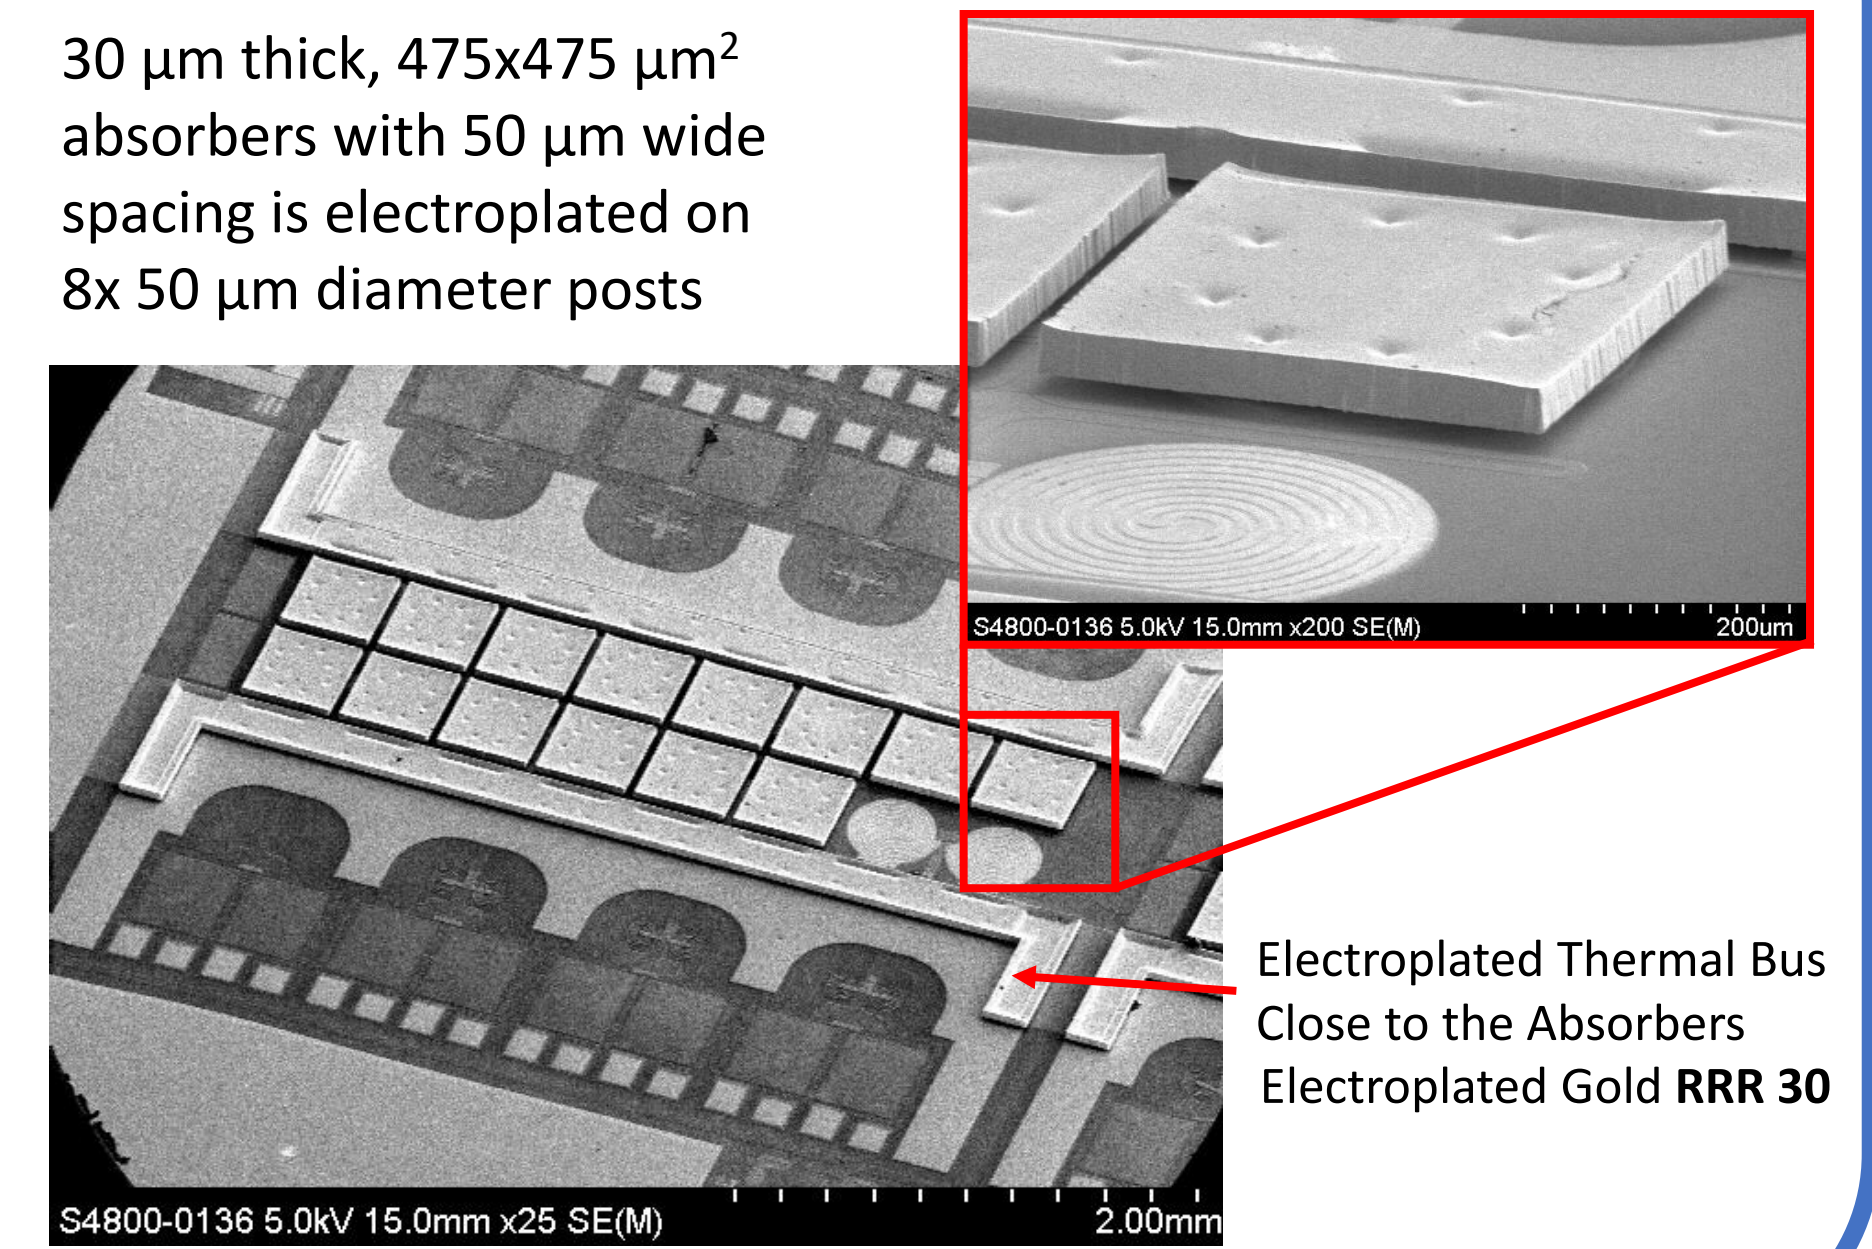 30 µm thick, 475x475 µm²
absorbers with 50 µm wide
spacing is electroplated on
8x 50 µm diameter posts
S4800-0136 5.0kV 15.0mm x200 SE(M)
200um
Electroplated Thermal Bus
Close to the Absorbers
Electroplated Gold RRR 30
S4800-0136 5.0kV 15.0mm x25 SE(M)
2.00mm